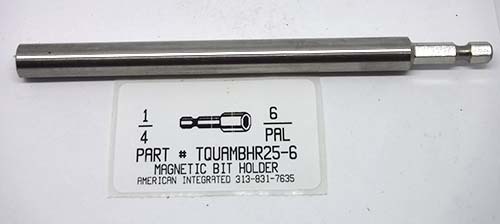 1/4 6/PAL
PART # TQUAMBHR25-6
MAGNETIC BIT HOLDER
AMERICAN INTEGRATED 313-831-7635